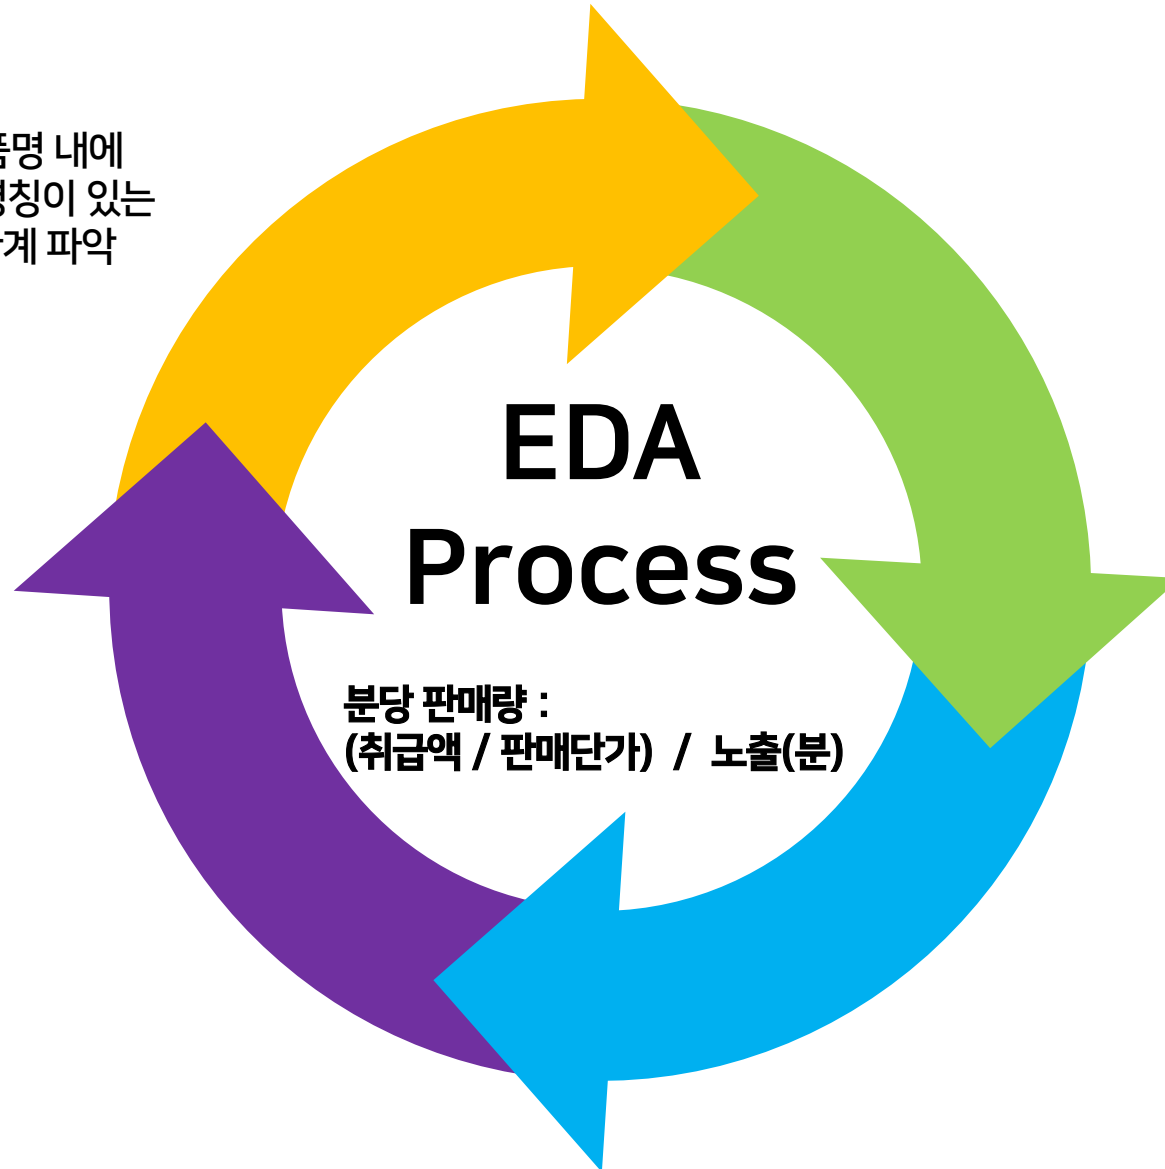 품명 내에
명칭이 있는
계 파악
EDA
Process
분당 판매량 :
(취급액 / 판매단가) / 노출(분)